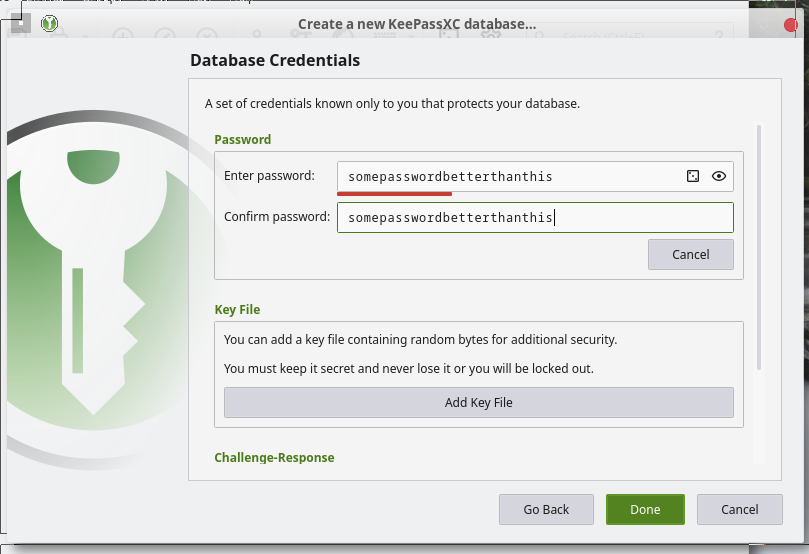 Create a new KeePassXC database...
Database Credentials
A set of credentials known only to you that protects your database.
Password
Enter password: somepasswordbetterthanthis
Confirm password: somepasswordbetterthanthis
Cancel
Key File
You can add a key file containing random bytes for additional security.
You must keep it secret and never lose it or you will be locked out.
Add Key File
Challenge-Response
Go Back Done Cancel